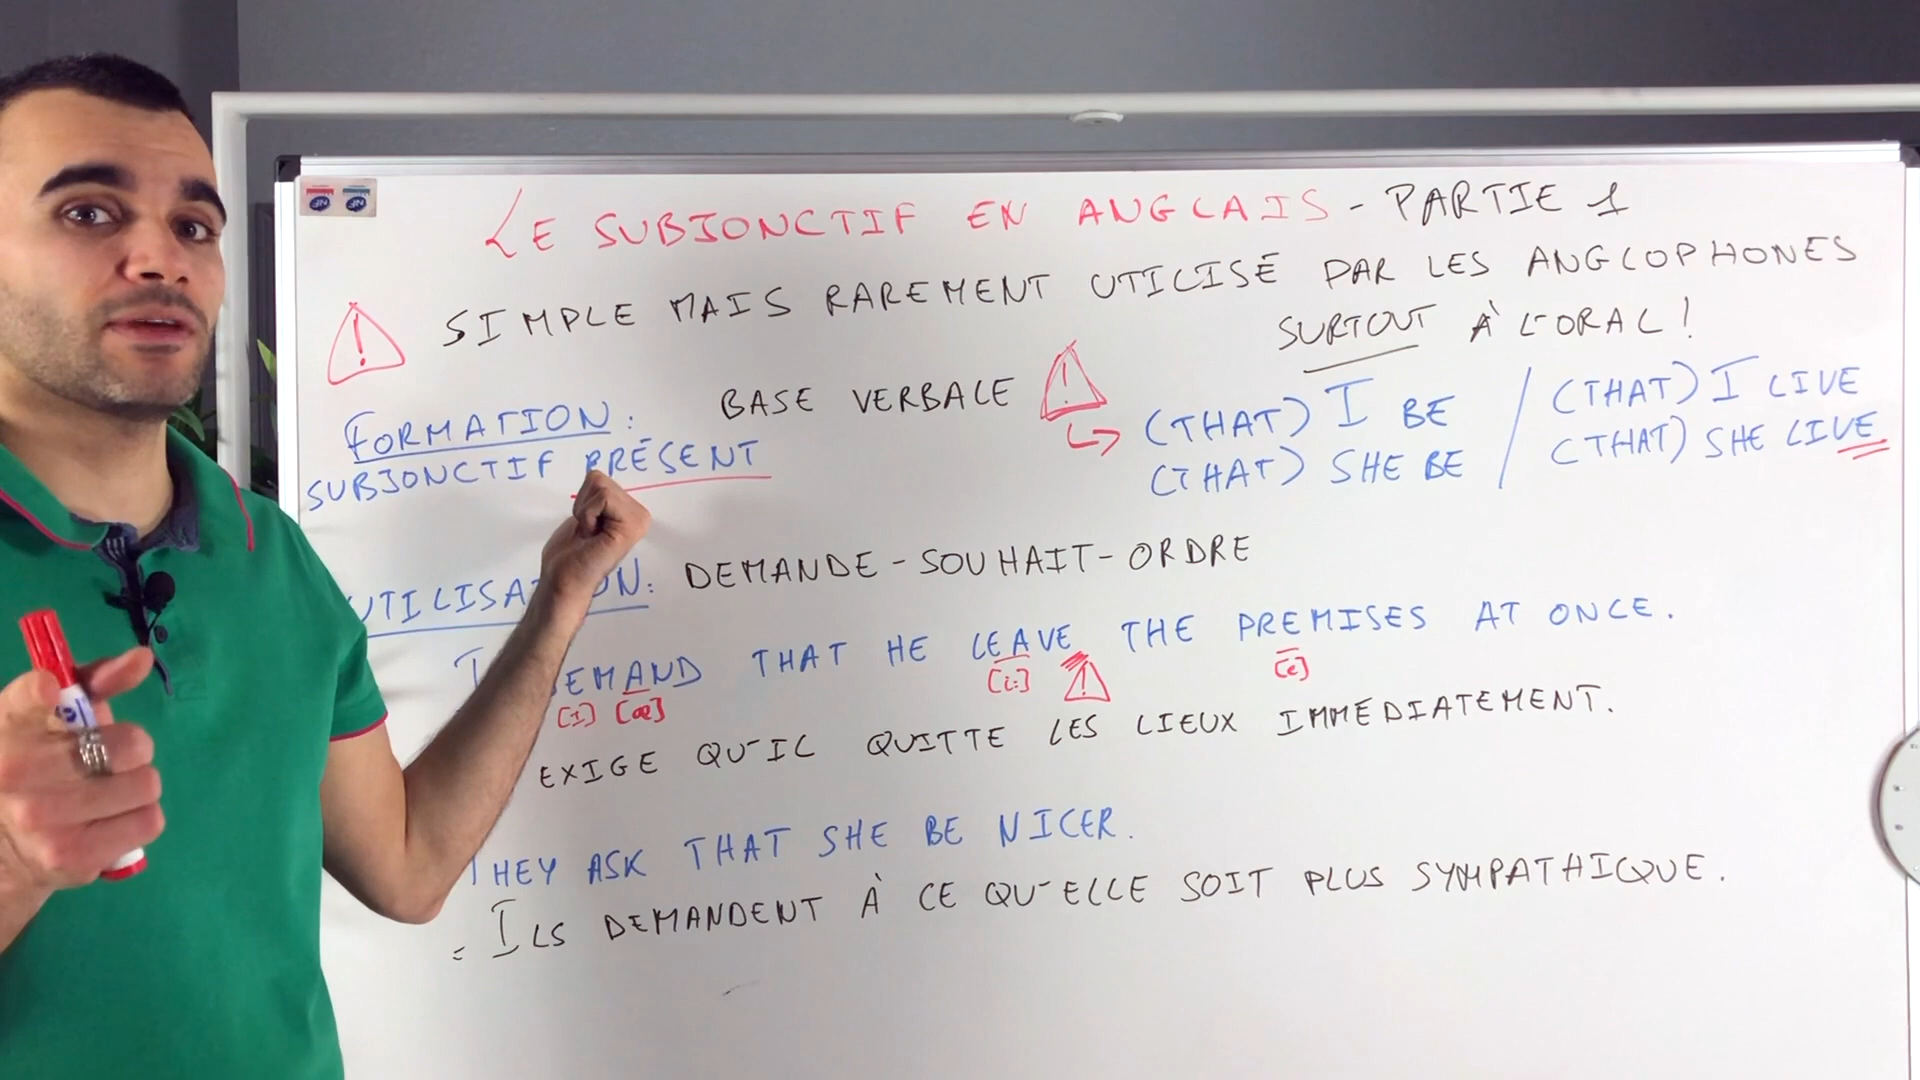 LE SUBJONCTIF EN ANGLAIS - PARTIE 1
SIMPLE MAIS RAREMENT UTILISÉ PAR LES ANGLOPHONES
SURTOUT À L'ORAL !
FORMATION : BASE VERBALE
SUBJONCTIF PRÉSENT
(THAT) I BE / (THAT) I LIVE
(THAT) SHE BE / (THAT) SHE LIVE
DEMANDE - SOUHAIT - ORDRE
THAT HE LEAVE THE PREMISES AT ONCE.
[I] [æ] [i:] [e]
EXIGE QU'IL QUITTE LES LIEUX IMMEDIATEMENT.
ASK THAT SHE BE NICER.
= ILS DEMANDENT À CE QU'ELLE SOIT PLUS SYMPATHIQUE.